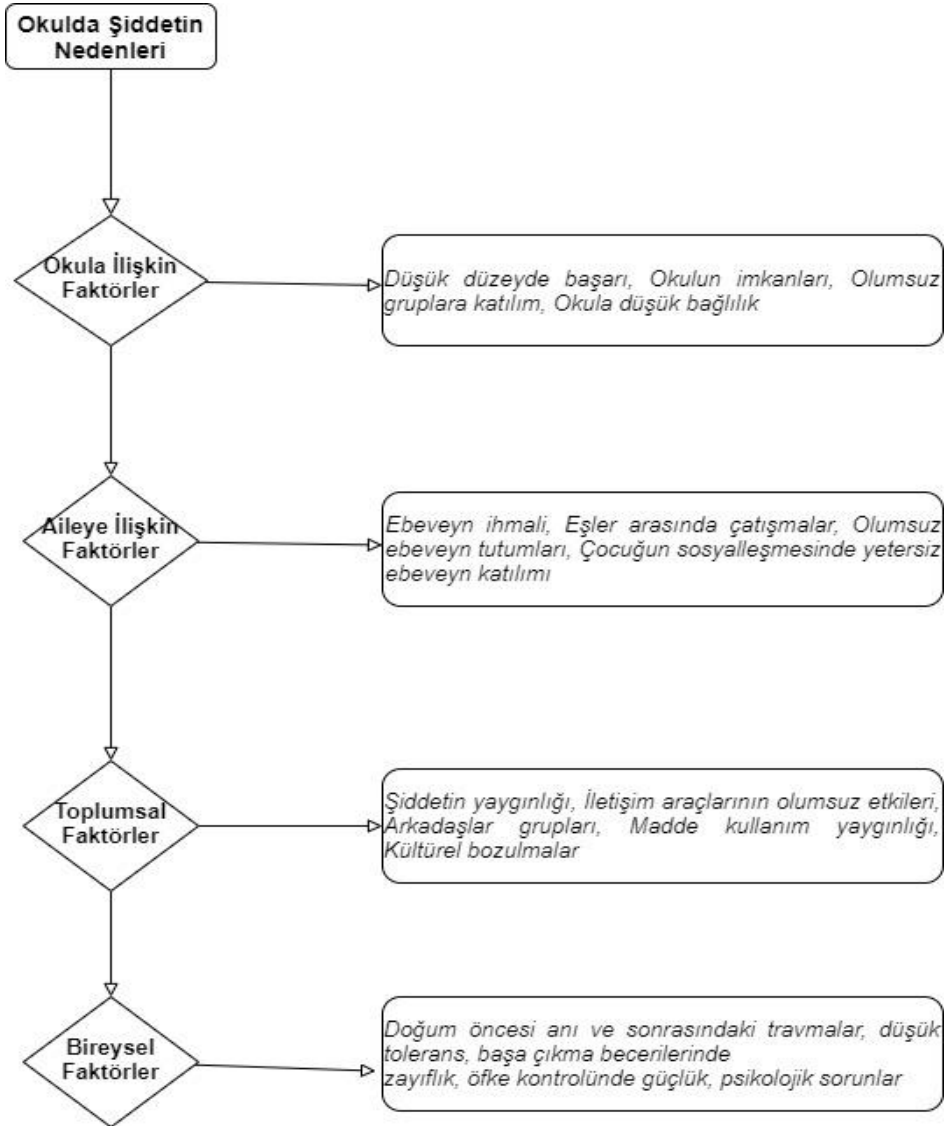 Okulda Şiddetin
Nedenleri
Okula İlişkin
Faktörler
Düşük düzeyde başarı, Okulun imkanları, Olumsuz
gruplara katılım, Okula düşük bağlılık
Aileye İlişkin
Faktörler
Ebeveyn ihmali, Eşler arasında çatışmalar, Olumsuz
ebeveyn tutumları, Çocuğun sosyalleşmesinde yetersiz
ebeveyn katılımı
Toplumsal
Faktörler
Şiddetin yaygınlığı, İletişim araçlarının olumsuz etkileri,
Arkadaşlar grupları, Madde kullanım yaygınlığı,
Kültürel bozulmalar
Bireysel
Faktörler
Doğum öncesi anı ve sonrasındaki travmalar, düşük
tolerans, başa çıkma becerilerinde
zayıflık, öfke kontrolünde güçlük, psikolojik sorunlar